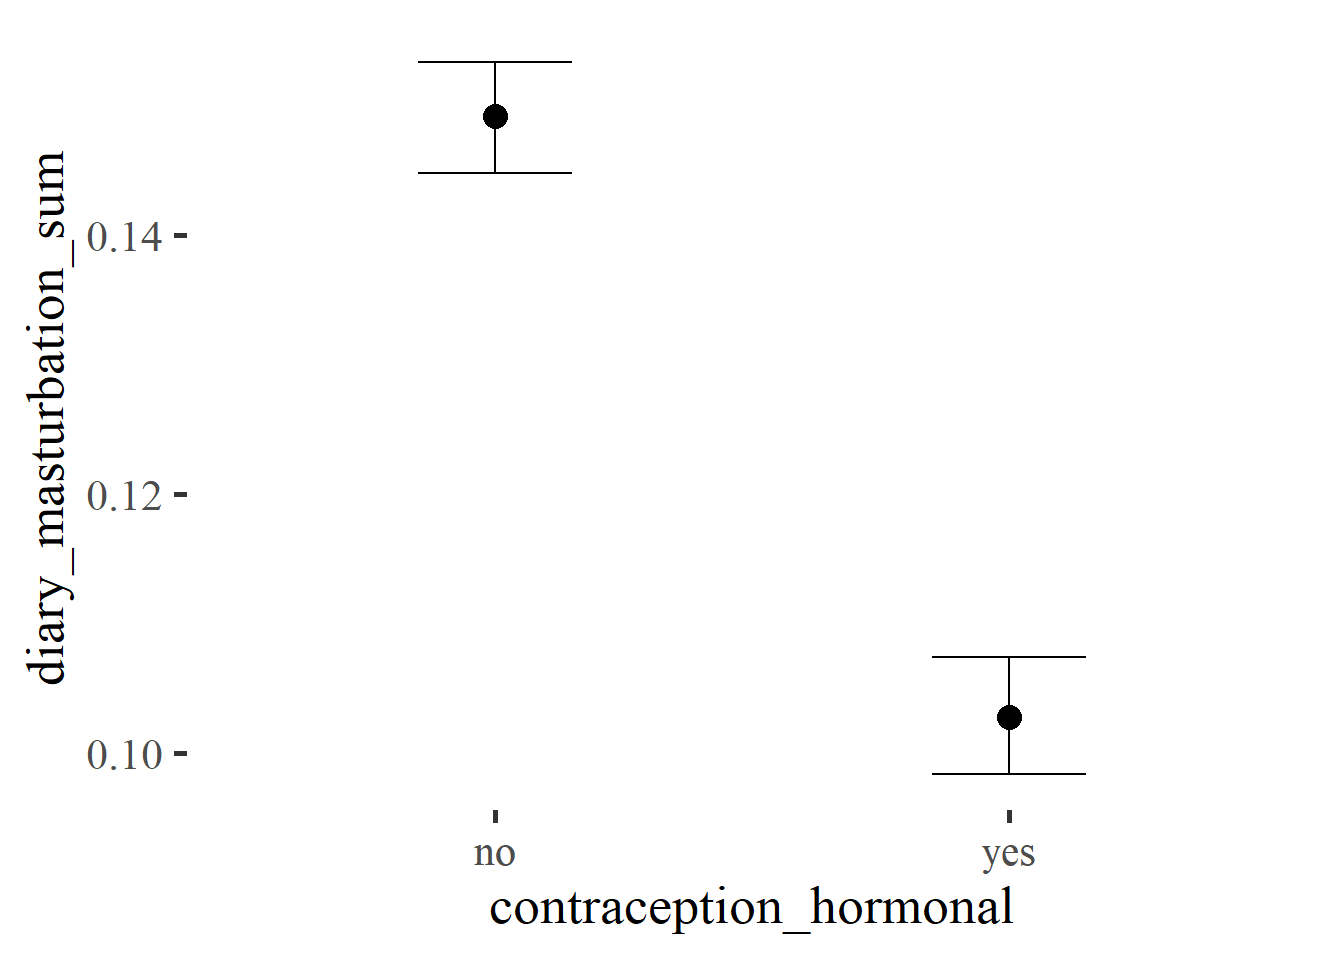 diary_masturbation_sum
0.14
0.12
0.10
no
yes
contraception_hormonal